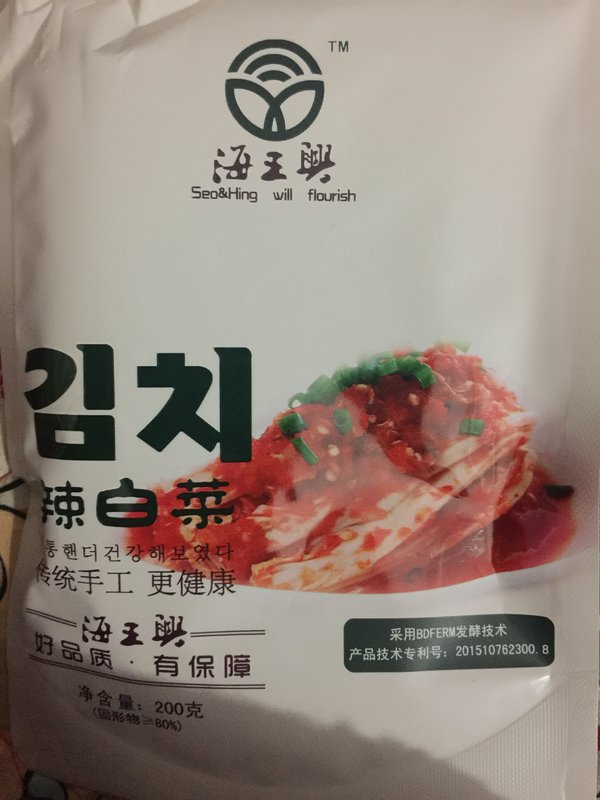 TM
海王興
Seo&Hing will flourish
김치
辣白菜
통핸더건강해보였다
传统手工 更健康
海王興
好品质·有保障
净含量：200克
(固形物≥80%)
采用BDFERM发酵技术
产品技术专利号：201510762300.8